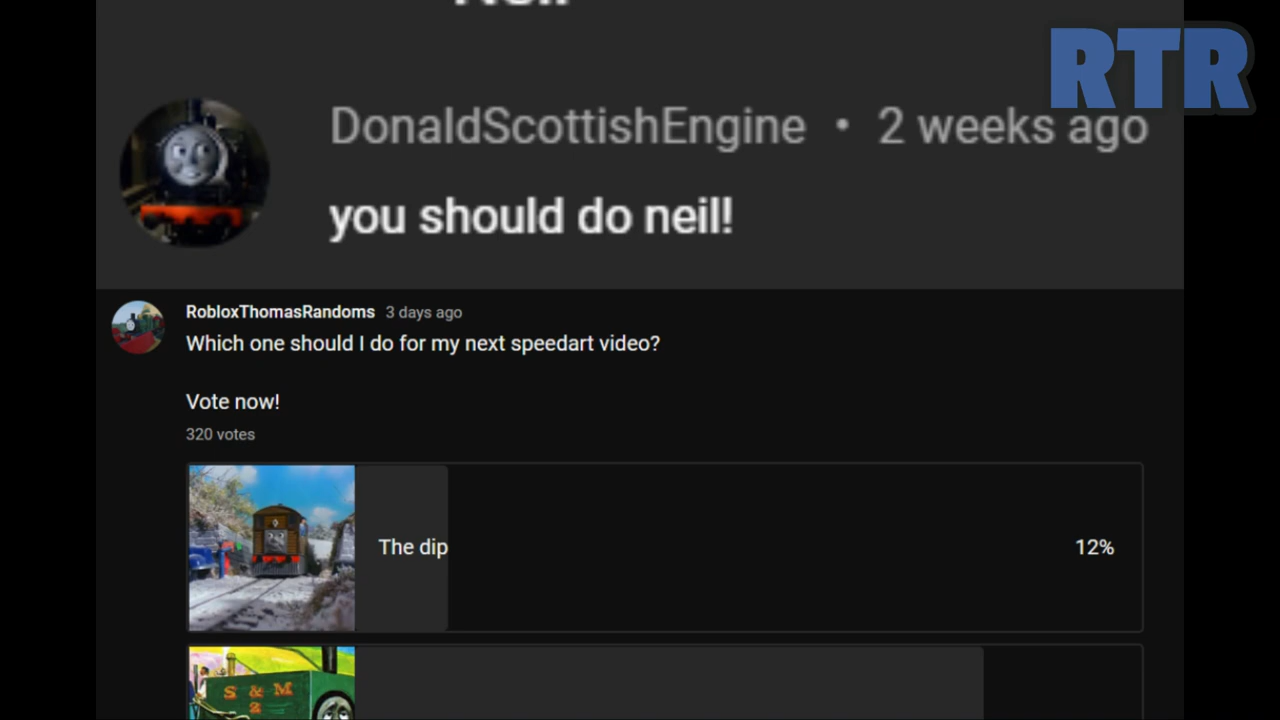 RTR
DonaldScottishEngine • 2 weeks ago
you should do neil!
RobloxThomasRandoms 3 days ago
Which one should I do for my next speedart video?
Vote now!
320 votes
The dip
12%
S & M
2